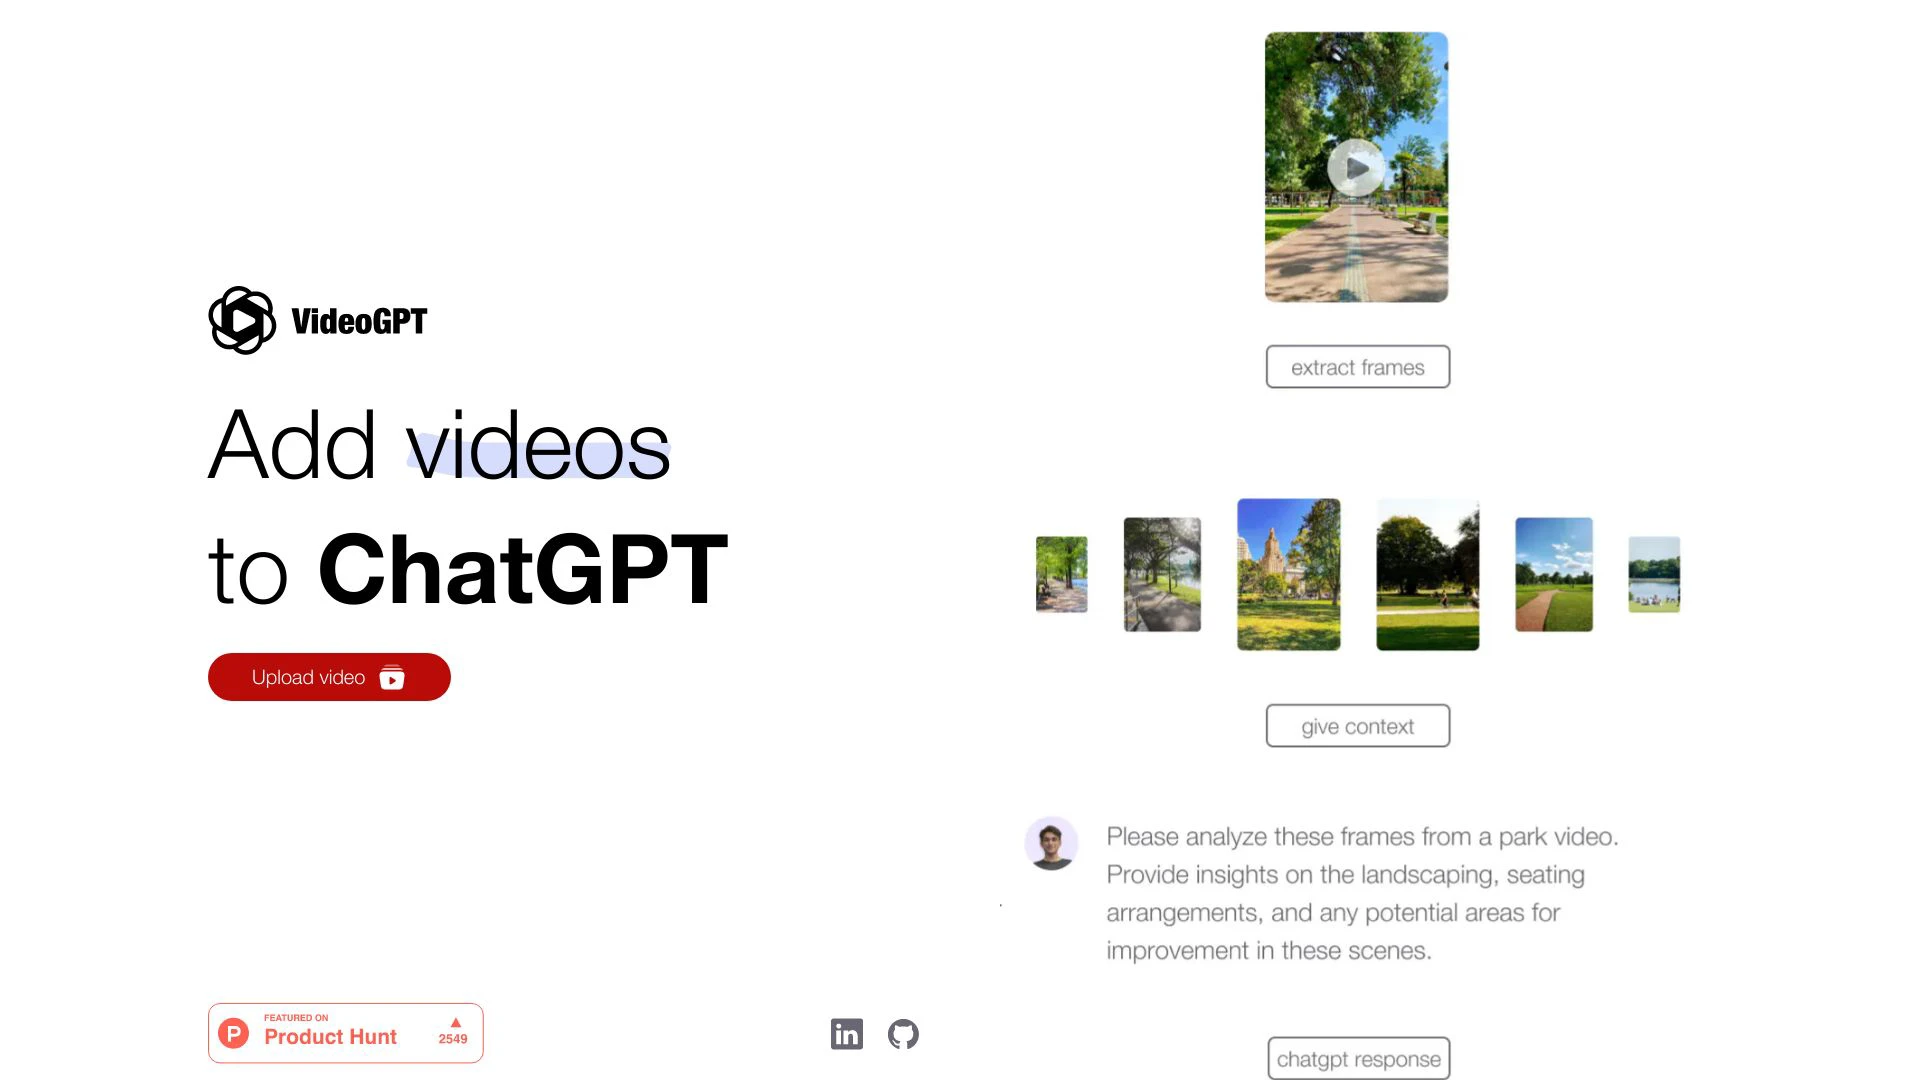 VideoGPT
Add videos
to ChatGPT
Upload video
FEATURED ON
Product Hunt
2549
extract frames
give context
Please analyze these frames from a park video.
Provide insights on the landscaping, seating
arrangements, and any potential areas for
improvement in these scenes.
chatgpt response